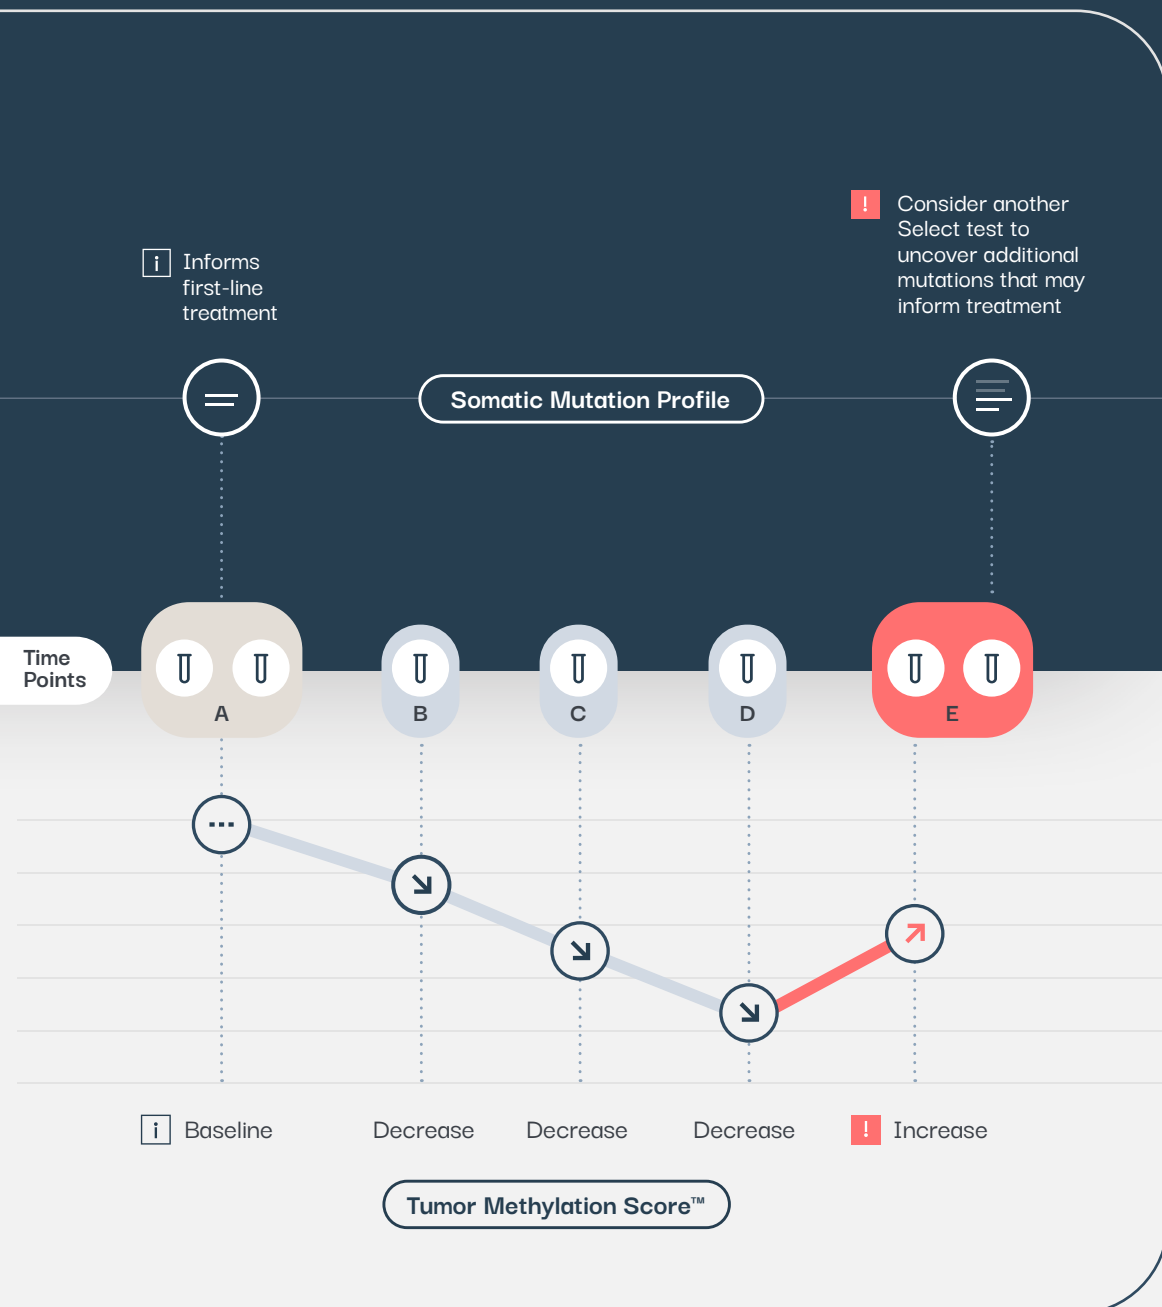 Informs
first-line
treatment
! Consider another
Select test to
uncover additional
mutations that may
inform treatment
Somatic Mutation Profile
Time
Points
A
B
C
D
E
i Baseline
Decrease
Decrease
Decrease
! Increase
Tumor Methylation Score™